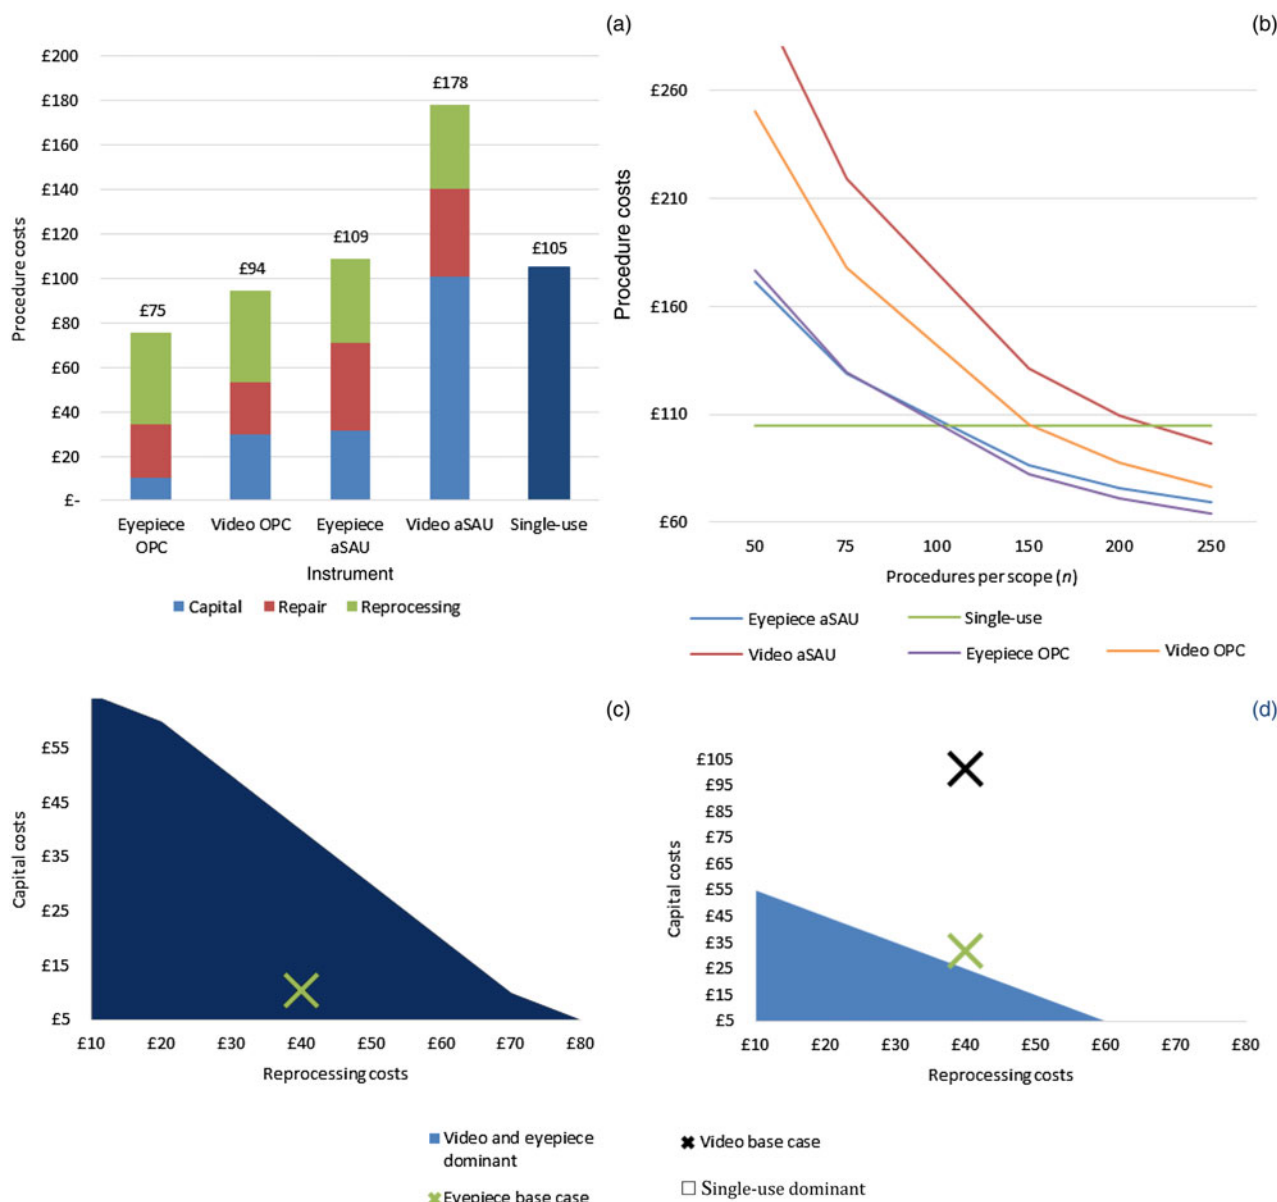 (a)
£200
£180
£160
£140
£120
£100
£80
£60
£40
£20
£-
Procedure costs
£75
£94
£109
£178
£105
Eyepiece
OPC
Video OPC
Eyepiece
aSAU
Video aSAU
Single-use
Instrument
Capital
Repair
Reprocessing
(b)
£260
£210
£160
£110
£60
Procedure costs
50
75
100
150
200
250
Procedures per scope (n)
Eyepiece aSAU
Single-use
Video aSAU
Eyepiece OPC
Video OPC
(c)
£55
£45
£35
£25
£15
£5
Capital costs
£10
£20
£30
£40
£50
£60
£70
£80
Reprocessing costs
(d)
£105
£95
£85
£75
£65
£55
£45
£35
£25
£15
£5
Capital costs
£10
£20
£30
£40
£50
£60
£70
£80
Reprocessing costs
Video and eyepiece
dominant
Eyepiece base case
Video base case
Single-use dominant